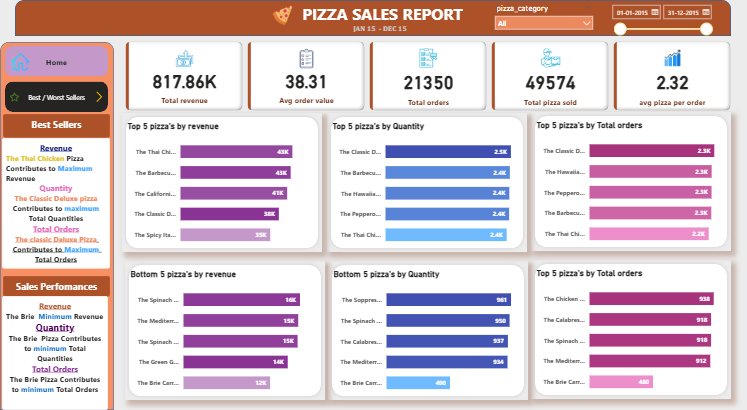 PIZZA SALES REPORT
JAN 15 - DEC 15
pizza_category
All
01-01-2015
31-12-2015
Home
Best / Worst Sellers
817.86K
Total revenue
38.31
Avg order value
21350
Total orders
49574
Total pizza sold
2.32
avg pizza per order
Best Sellers
Revenue
The Thai Chicken Pizza
Contributes to Maximum
Revenue
Quantity
The Classic Deluxe pizza
Contributes to maximum
Total Quantities
Total Orders
The classic Deluxe Pizza
Contributes to Maximum
Total Orders
Sales Perfomances
Revenue
The Brie Minimum Revenue
Quantity
The Brie Pizza Contributes
to minimum Total
Quantities
Total Orders
The Brie Pizza Contributes
to minimum Total Orders
Top 5 pizza's by revenue
The Thai Chi... 43K
The Barbecu... 43K
The Californi... 41K
The Classic D... 38K
The Spicy Ita... 35K
Top 5 pizza's by Quantity
The Classic D... 2.5K
The Barbecu... 2.4K
The Hawaiia... 2.4K
The Peppero... 2.4K
The Thai Chi... 2.4K
Top 5 pizza's by Total orders
The Classic D... 2.3K
The Hawaiia... 2.3K
The Peppero... 2.3K
The Barbecu... 2.3K
The Thai Chi... 2.2K
Bottom 5 pizza's by revenue
The Spinach ... 16K
The Mediterr... 15K
The Spinach ... 15K
The Green G... 14K
The Brie Carr... 12K
Bottom 5 pizza's by Quantity
The Soppres... 961
The Spinach ... 950
The Calabres... 937
The Mediterr... 934
The Brie Carr... 490
Top 5 pizza's by Total orders
The Chicken ... 938
The Calabres... 918
The Spinach ... 918
The Mediterr... 912
The Brie Carr... 480